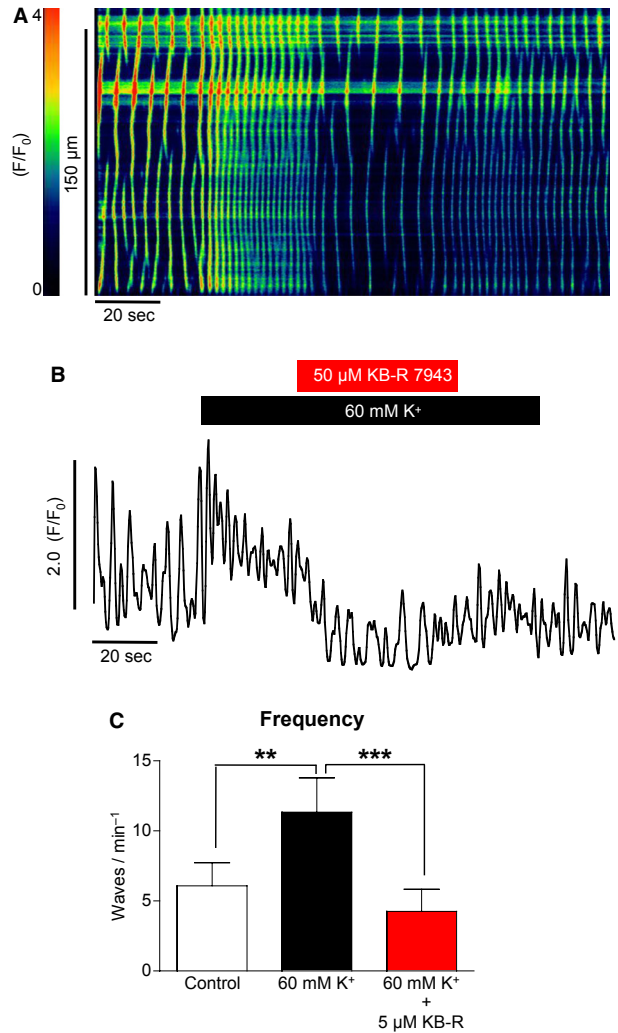 A
4
(F/F0)
0
150 µm
20 sec
B
50 µM KB-R 7943
60 mM K⁺
2.0 (F/F0)
20 sec
C
Frequency
** ***
15
10
5
0
Waves / min⁻¹
Control 60 mM K⁺ 60 mM K⁺
+
5 µM KB-R